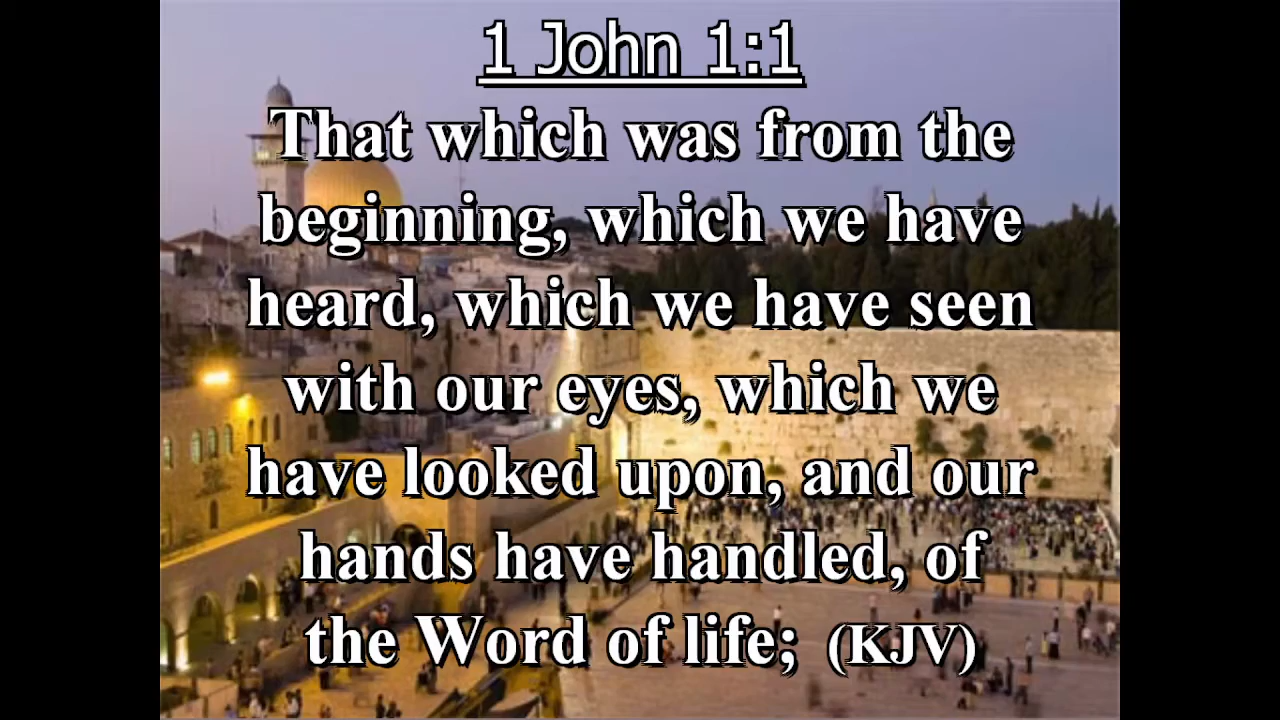 1 John 1:1
That which was from the
beginning, which we have
heard, which we have seen
with our eyes, which we
have looked upon, and our
hands have handled, of
the Word of life; (KJV)